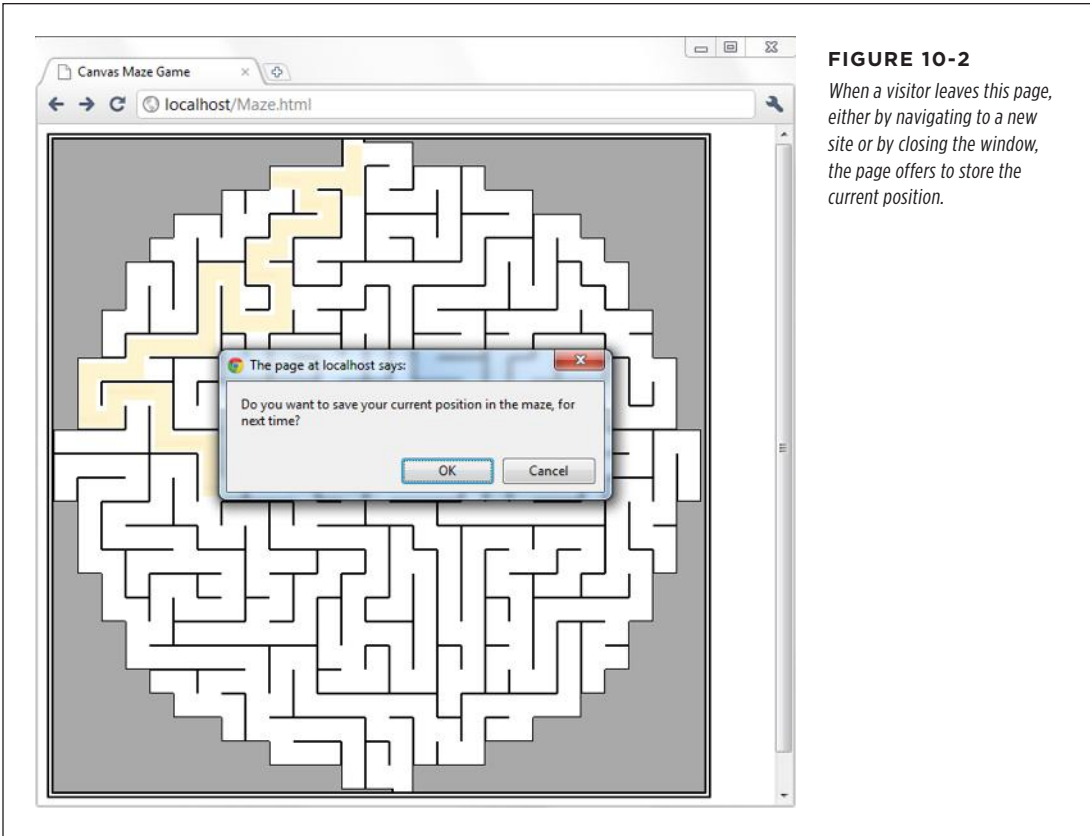 Canvas Maze Game
localhost/Maze.html
The page at localhost says:
Do you want to save your current position in the maze, for
next time?
OK
Cancel
FIGURE 10-2
When a visitor leaves this page,
either by navigating to a new
site or by closing the window,
the page offers to store the
current position.